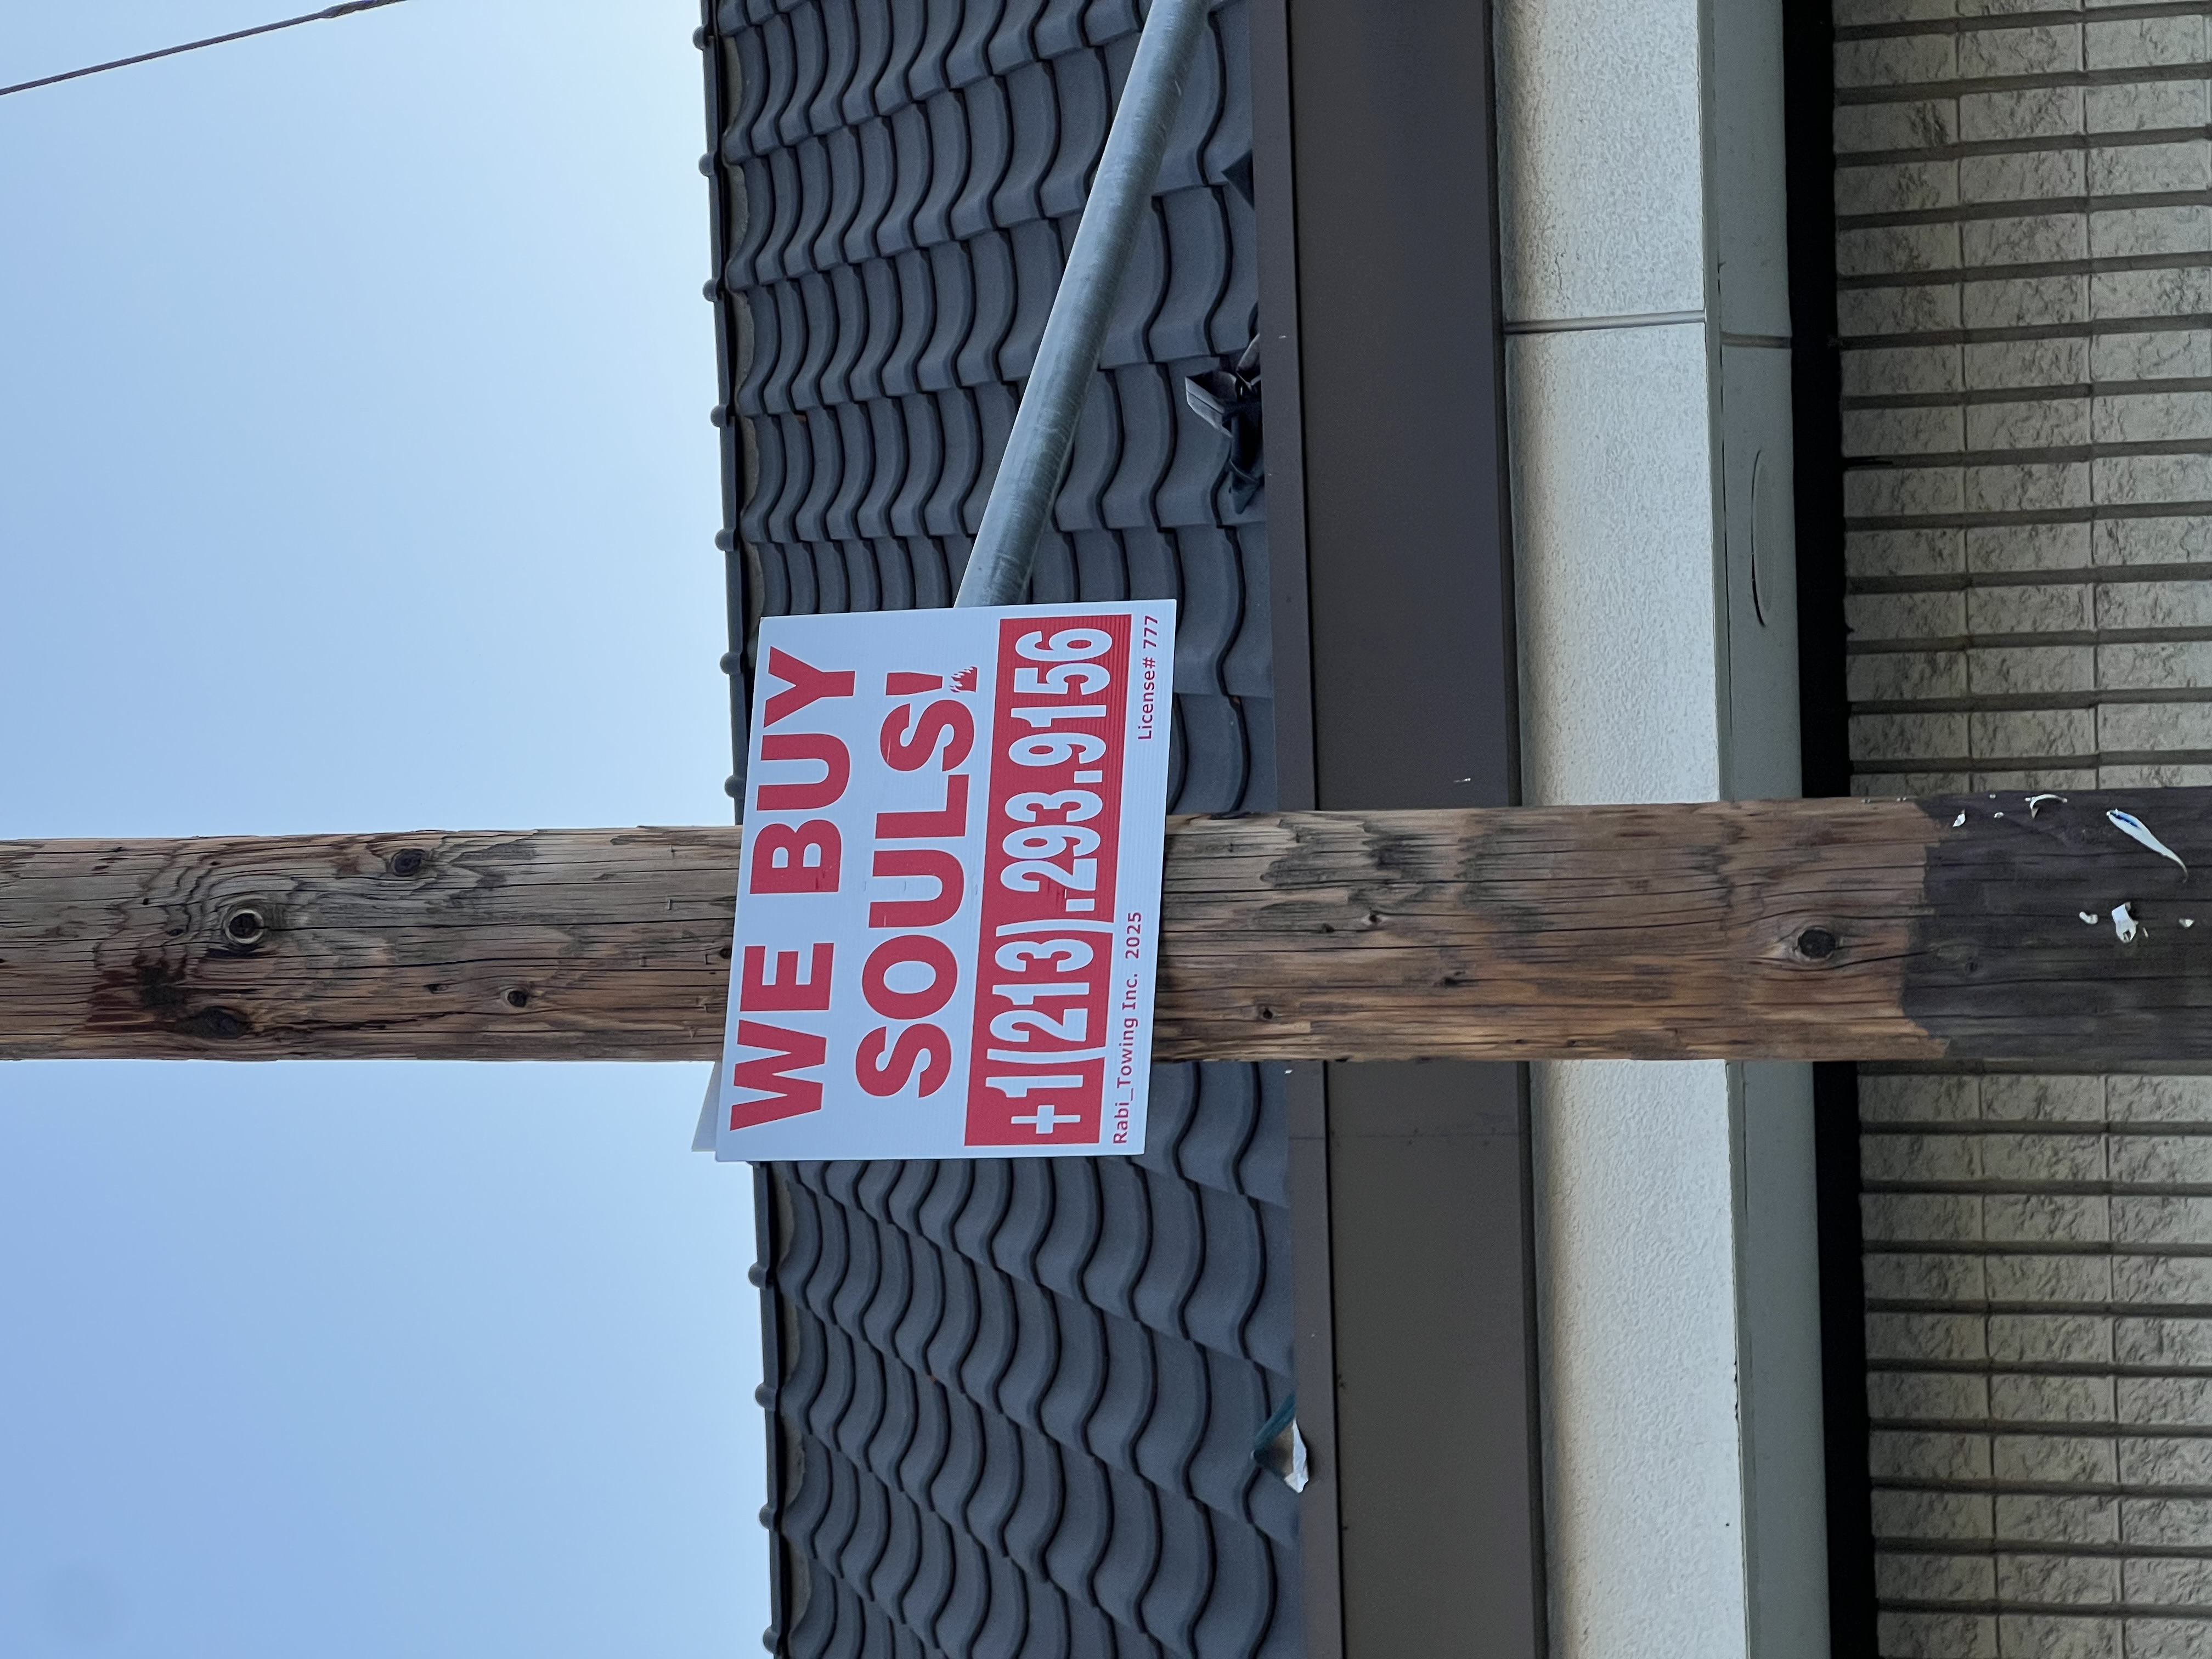 WE BUY
SOULS!
+1(213).293.9156
Rabi_Towing Inc. 2025 License# 777